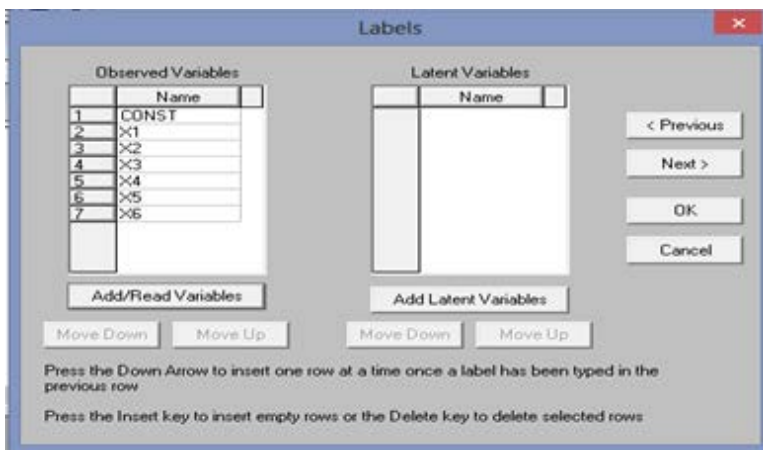 Labels
Observed Variables
Name
1 CONST
2 X1
3 X2
4 X3
5 X4
6 X5
7 X6
Add/Read Variables
Move Down Move Up
Latent Variables
Name
Add Latent Variables
Move Down Move Up
< Previous
Next >
OK
Cancel
Press the Down Arrow to insert one row at a time once a label has been typed in the
previous row
Press the Insert key to insert empty rows or the Delete key to delete selected rows